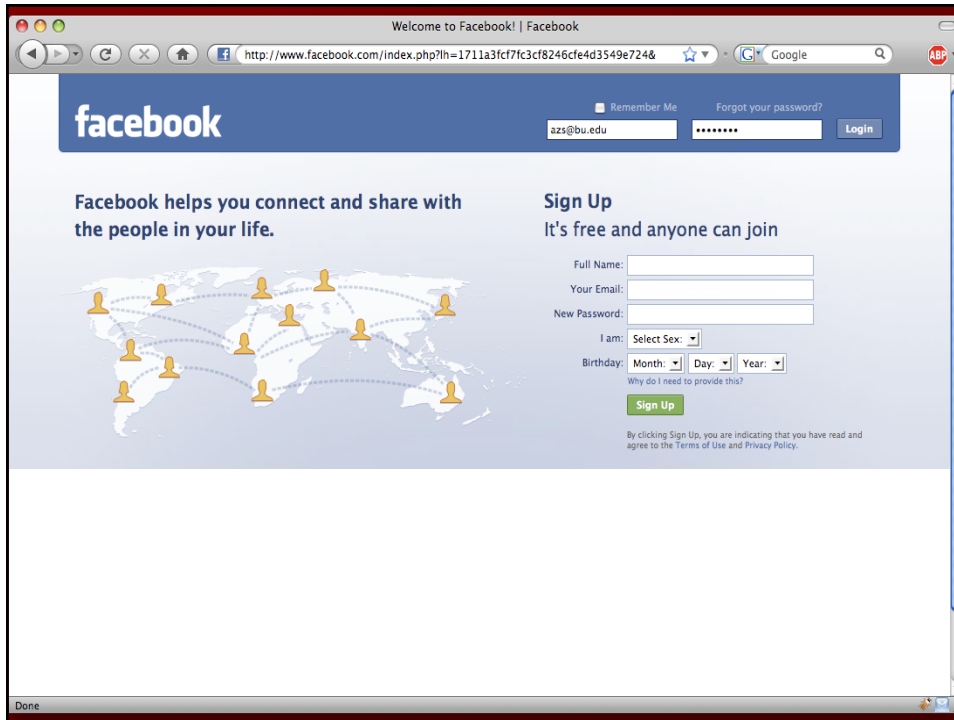 Welcome to Facebook! | Facebook
http://www.facebook.com/index.php?lh=1711a3fcf7fc3cf8246cfe4d3549e724&
G
Google
ABP
facebook
Remember Me
Forgot your password?
azs@bu.edu
••••••••
Login
Facebook helps you connect and share with
the people in your life.
Sign Up
It's free and anyone can join
Full Name:
Your Email:
New Password:
I am: Select Sex:
Birthday: Month: Day: Year:
Why do I need to provide this?
Sign Up
By clicking Sign Up, you are indicating that you have read and
agree to the Terms of Use and Privacy Policy.
Done